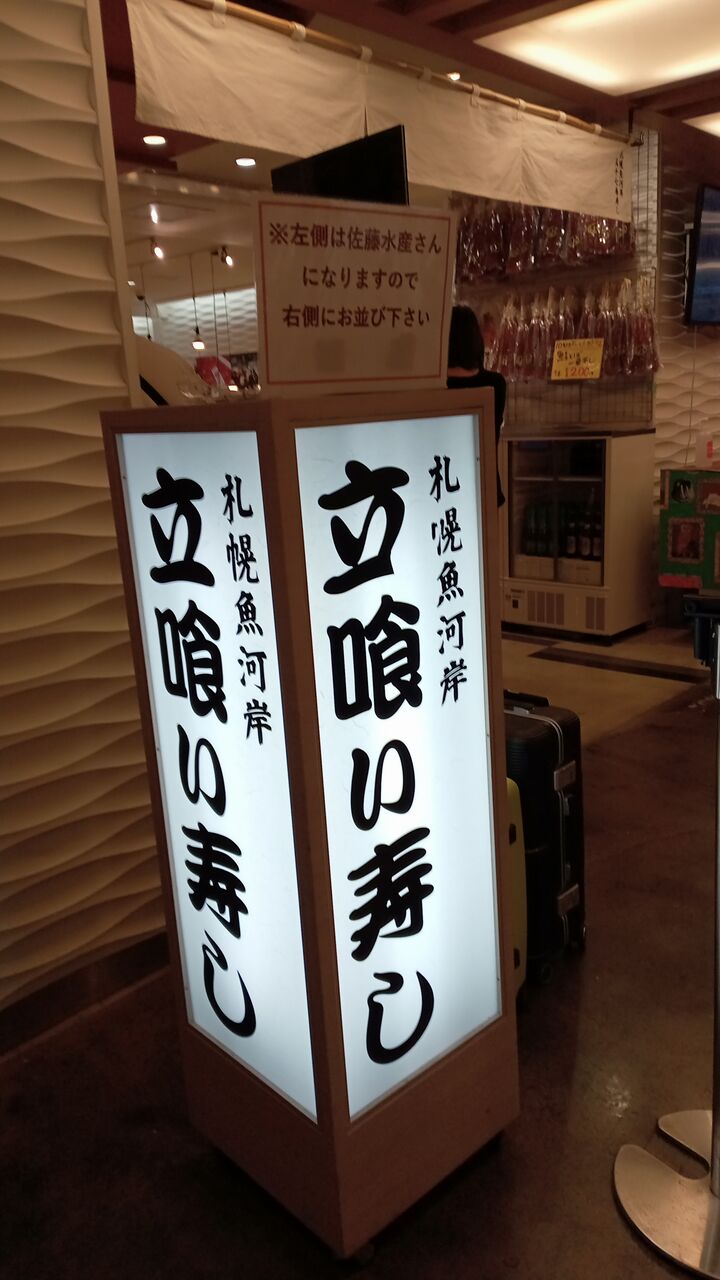 ※左側は佐藤水産さん
になりますので
右側にお並び下さい
札幌魚河岸
立喰い寿し
札幌魚河岸
立喰い寿し